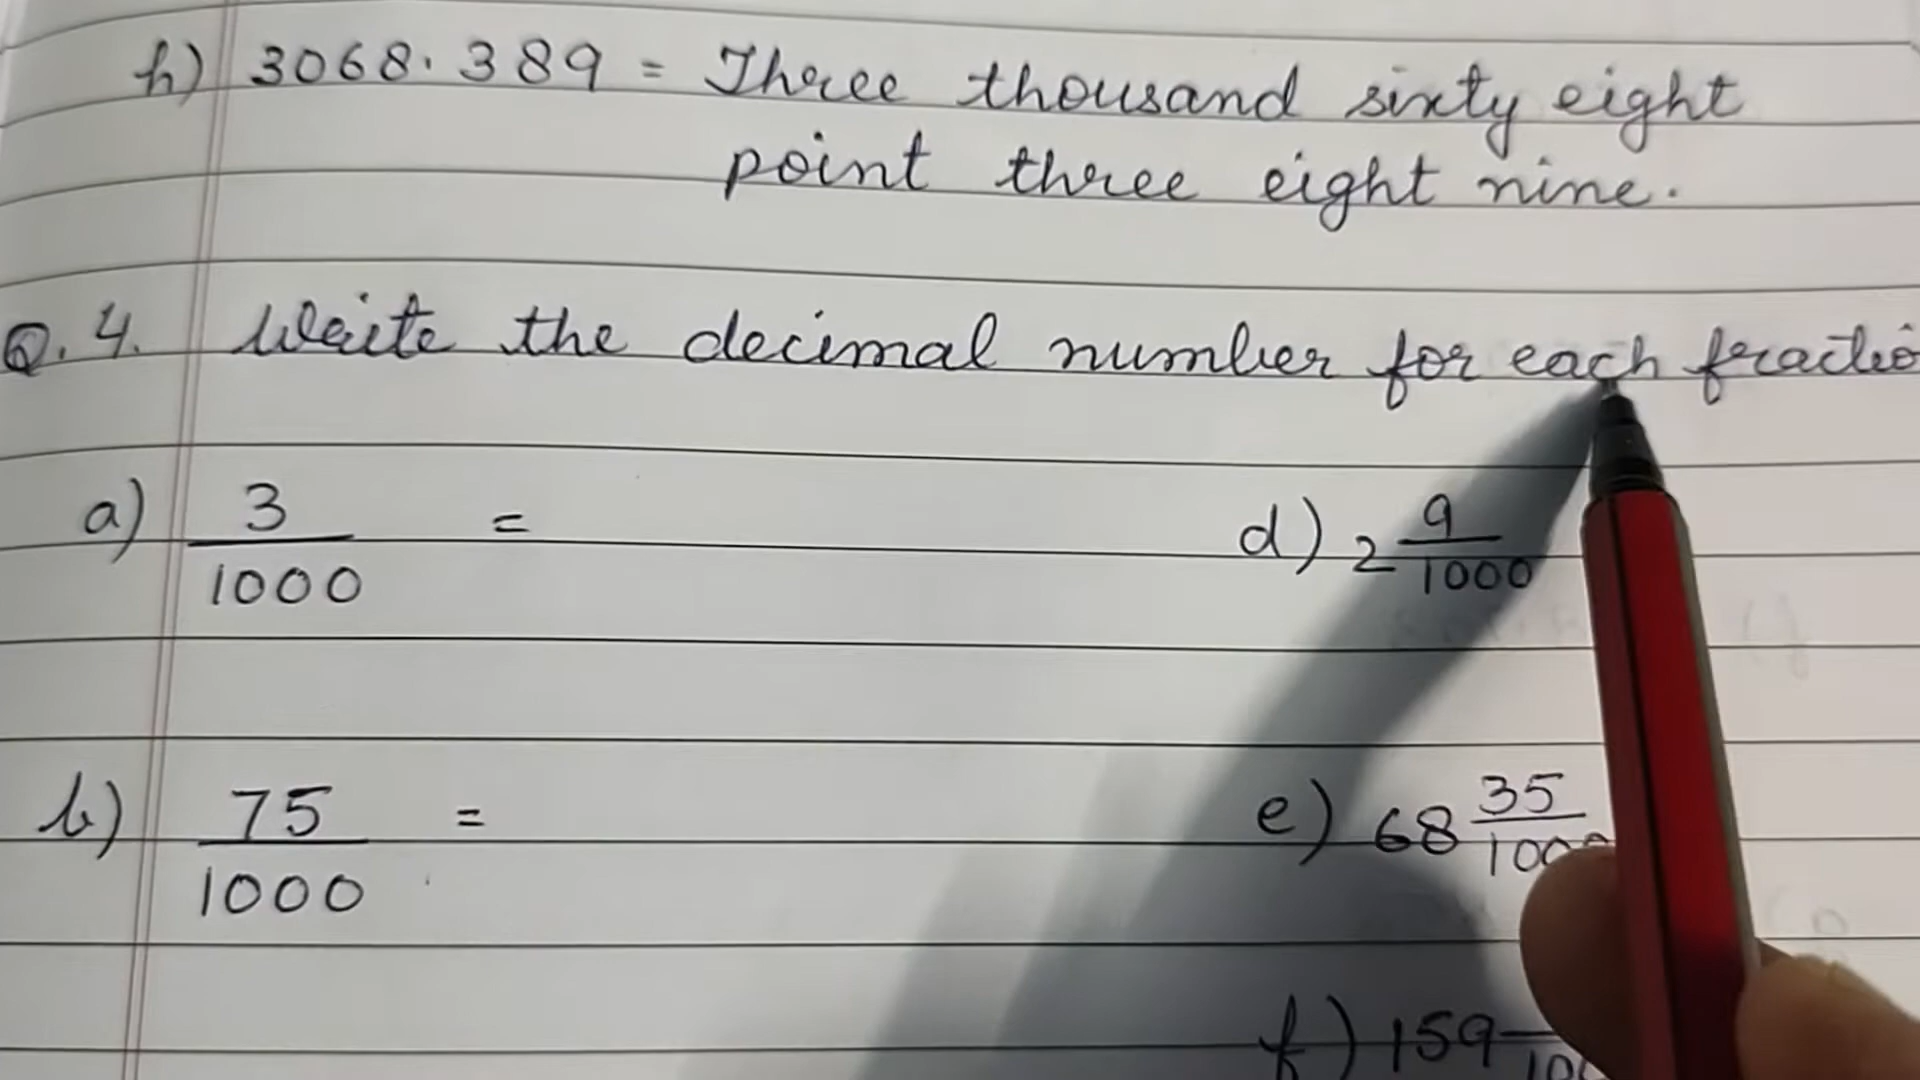 h) 3068.389 = Three thousand sixty eight
point three eight nine.
Q.4. Write the decimal number for each
a) 3/1000 =
d) 2 9/1000
b) 75/1000 =
e) 68 35/
f) 159